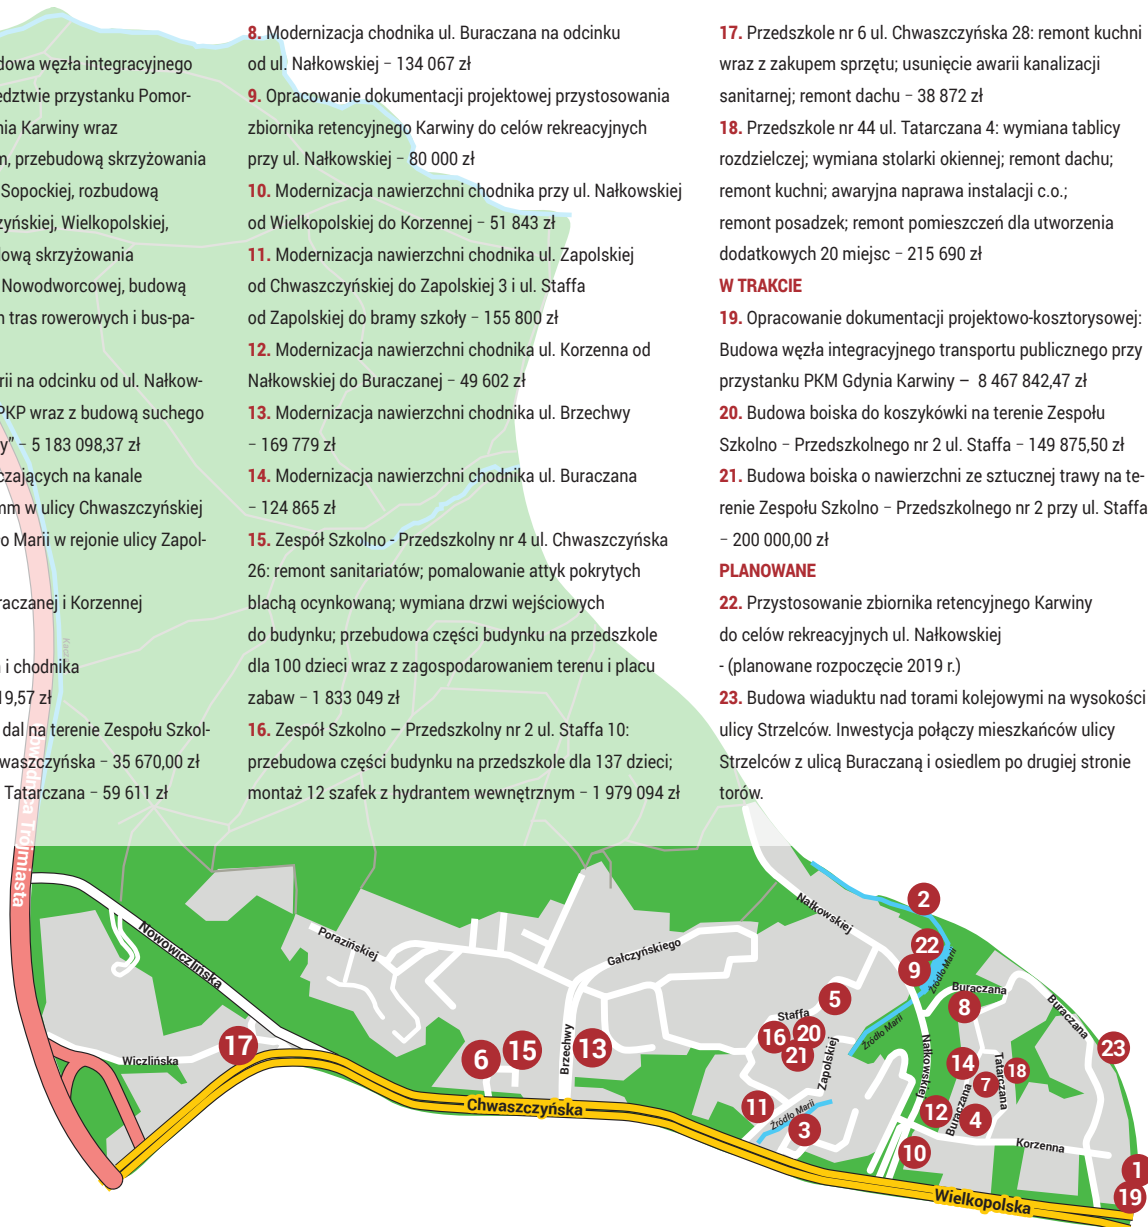 dowa węzła integracyjnego
edztwie przystanku Pomor-
nia Karwiny wraz
m, przebudową skrzyżowania
Sopockiej, rozbudową
zyńskiej, Wielkopolskiej,
dową skrzyżowania
Nowodworcowej, budową
n tras rowerowych i bus-pa-
rii na odcinku od ul. Nałkow-
PKP wraz z budową suchego
y” – 5 183 098,37 zł
czających na kanale
mm w ulicy Chwaszczyńskiej
o Marii w rejonie ulicy Zapol-
raczanej i Korzennej
i chodnika
19,57 zł
dal na terenie Zespołu Szkol-
waszczyńska – 35 670,00 zł
Tatarczana – 59 611 zł
8. Modernizacja chodnika ul. Buraczana na odcinku
od ul. Nałkowskiej – 134 067 zł
9. Opracowanie dokumentacji projektowej przystosowania
zbiornika retencyjnego Karwiny do celów rekreacyjnych
przy ul. Nałkowskiej – 80 000 zł
10. Modernizacja nawierzchni chodnika przy ul. Nałkowskiej
od Wielkopolskiej do Korzennej – 51 843 zł
11. Modernizacja nawierzchni chodnika ul. Zapolskiej
od Chwaszczyńskiej do Zapolskiej 3 i ul. Staffa
od Zapolskiej do bramy szkoły – 155 800 zł
12. Modernizacja nawierzchni chodnika ul. Korzenna od
Nałkowskiej do Buraczanej – 49 602 zł
13. Modernizacja nawierzchni chodnika ul. Brzechwy
– 169 779 zł
14. Modernizacja nawierzchni chodnika ul. Buraczana
– 124 865 zł
15. Zespół Szkolno - Przedszkolny nr 4 ul. Chwaszczyńska
26: remont sanitariatów; pomalowanie attyk pokrytych
blachą ocynkowaną; wymiana drzwi wejściowych
do budynku; przebudowa części budynku na przedszkole
dla 100 dzieci wraz z zagospodarowaniem terenu i placu
zabaw – 1 833 049 zł
16. Zespół Szkolno – Przedszkolny nr 2 ul. Staffa 10:
przebudowa części budynku na przedszkole dla 137 dzieci;
montaż 12 szafek z hydrantem wewnętrznym – 1 979 094 zł
17. Przedszkole nr 6 ul. Chwaszczyńska 28: remont kuchni
wraz z zakupem sprzętu; usunięcie awarii kanalizacji
sanitarnej; remont dachu – 38 872 zł
18. Przedszkole nr 44 ul. Tatarczana 4: wymiana tablicy
rozdzielczej; wymiana stolarki okiennej; remont dachu;
remont kuchni; awaryjna naprawa instalacji c.o.;
remont posadzek; remont pomieszczeń dla utworzenia
dodatkowych 20 miejsc – 215 690 zł
W TRAKCIE
19. Opracowanie dokumentacji projektowo-kosztorysowej:
Budowa węzła integracyjnego transportu publicznego przy
przystanku PKM Gdynia Karwiny – 8 467 842,47 zł
20. Budowa boiska do koszykówki na terenie Zespołu
Szkolno – Przedszkolnego nr 2 ul. Staffa – 149 875,50 zł
21. Budowa boiska o nawierzchni ze sztucznej trawy na te-
renie Zespołu Szkolno – Przedszkolnego nr 2 przy ul. Staffa
– 200 000,00 zł
PLANOWANE
22. Przystosowanie zbiornika retencyjnego Karwiny
do celów rekreacyjnych ul. Nałkowskiej
- (planowane rozpoczęcie 2019 r.)
23. Budowa wiaduktu nad torami kolejowymi na wysokości
ulicy Strzelców. Inwestycja połączy mieszkańców ulicy
Strzelców z ulicą Buraczaną i osiedlem po drugiej stronie
torów.
Trójmiasta
Nowowiczlińska
Wiczlińska
17
Porazińskiej
Gałczyńskiego
Brzechwy
6
15
13
Chwaszczyńska
Nałkowskiej
2
22
9
Źródło Marii
Buraczana
8
Buraczana
23
5
Staffa
16
20
21
Zapolskiej
Źródło Marii
Nałkowskiej
14
Tatarczana
18
7
11
Źródło Marii
3
12
Buraczana
4
10
Korzenna
1
19
Wielkopolska